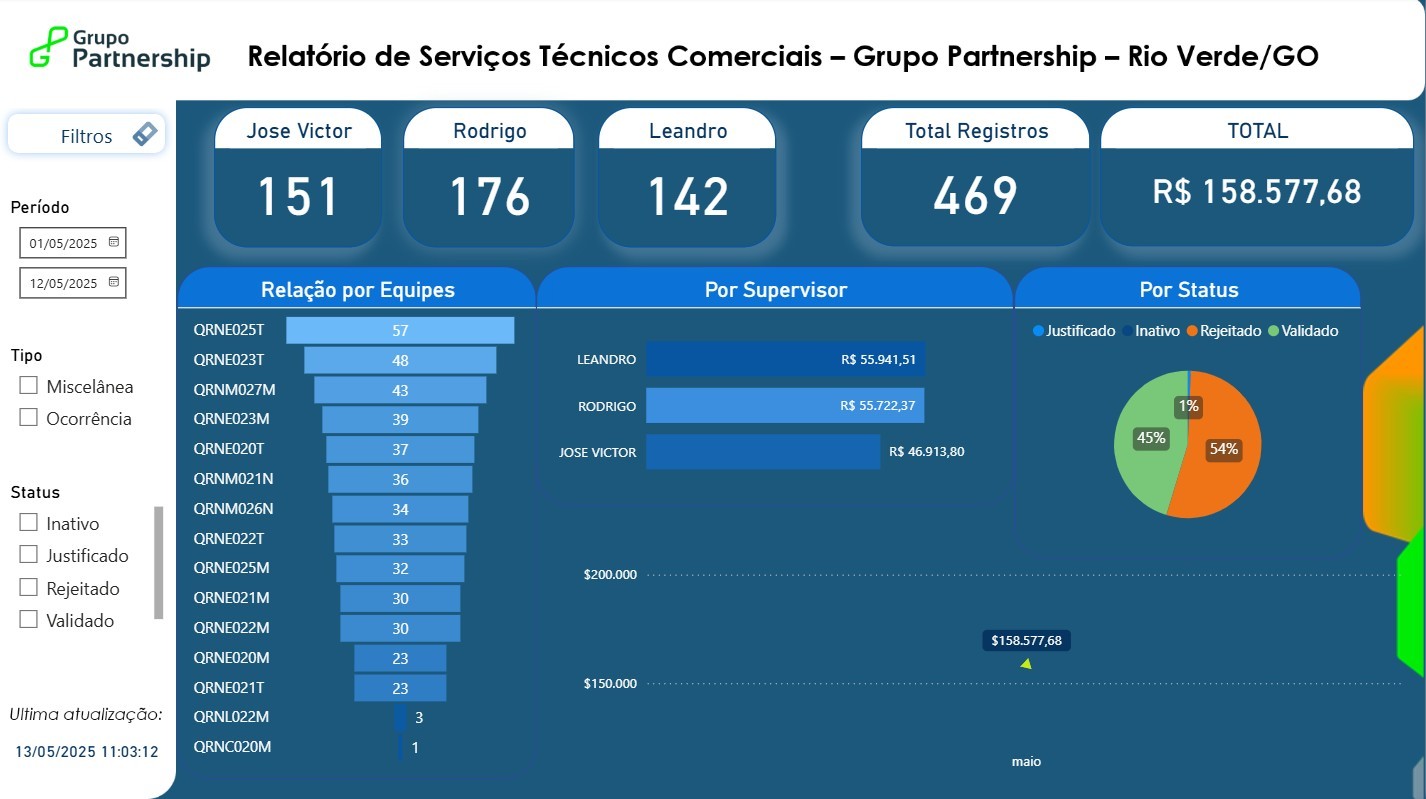 Grupo
Partnership
Relatório de Serviços Técnicos Comerciais – Grupo Partnership – Rio Verde/GO
Filtros
Período
01/05/2025
12/05/2025
Tipo
Miscelânea
Ocorrência
Status
Inativo
Justificado
Rejeitado
Validado
Ultima atualização:
13/05/2025 11:03:12
Jose Victor
151
Rodrigo
176
Leandro
142
Total Registros
469
TOTAL
R$ 158.577,68
Relação por Equipes
QRNE025T 57
QRNE023T 48
QRNM027M 43
QRNE023M 39
QRNE020T 37
QRNM021N 36
QRNM026N 34
QRNE022T 33
QRNE025M 32
QRNE021M 30
QRNE022M 30
QRNE020M 23
QRNE021T 23
QRNL022M 3
QRNC020M 1
Por Supervisor
LEANDRO R$ 55.941,51
RODRIGO R$ 55.722,37
JOSE VICTOR R$ 46.913,80
Por Status
Justificado Inativo Rejeitado Validado
1%
45%
54%
$200.000
$158.577,68
$150.000
maio